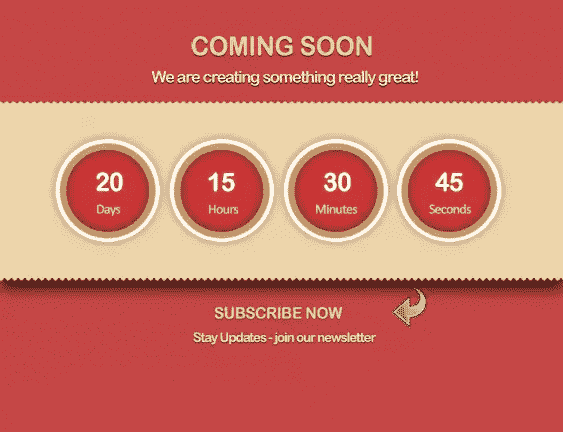 COMING SOON
We are creating something really great!
20 15 30 45
Days Hours Minutes Seconds
SUBSCRIBE NOW
Stay Updates - join our newsletter